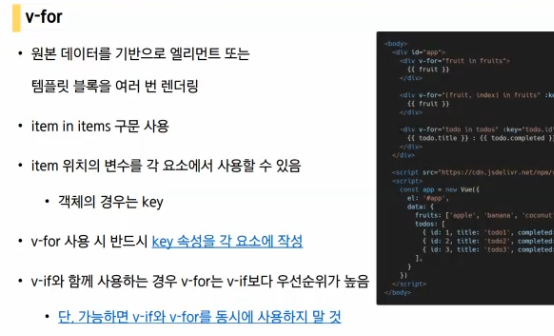 v-for
• 원본 데이터를 기반으로 엘리먼트 또는
템플릿 블록을 여러 번 렌더링
• item in items 구문 사용
• item 위치의 변수를 각 요소에서 사용할 수 있음
• 객체의 경우는 key
• v-for 사용 시 반드시 key 속성을 각 요소에 작성
• v-if와 함께 사용하는 경우 v-for는 v-if보다 우선순위가 높음
• 단, 가능하면 v-if와 v-for를 동시에 사용하지 말 것
<body>
<div id="app">
<div v-for="fruit in fruits">
{{ fruit }}
</div>
<div v-for="(fruit, index) in fruits" :ke
{{ fruit }}
</div>
<div v-for="todo in todos" :key="todo.id"
{{ todo.title }} : {{ todo.completed }}
</div>
</div>
<script src="https://cdn.jsdelivr.net/npm/
<script>
const app = new Vue({
el: '#app',
data: {
fruits: ['apple', 'banana', 'coconut
todos: [
{ id: 1, title: 'todo1', completed:
{ id: 2, title: 'todo2', completed:
{ id: 3, title: 'todo3', completed:
],
}
})
</script>
</body>